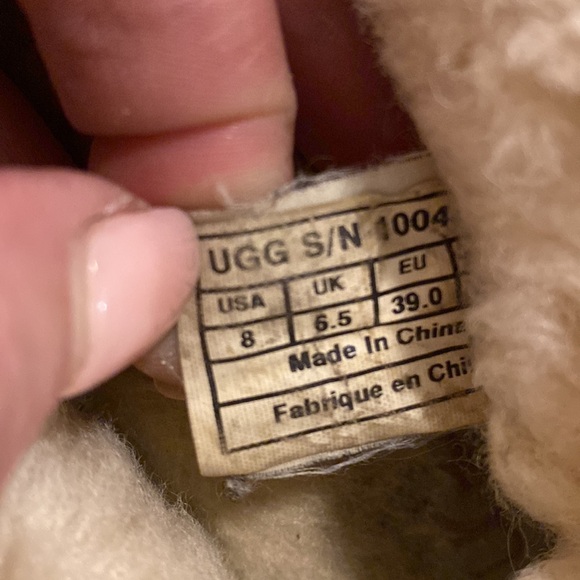 UGG S/N 1004
USA UK EU
8 6.5 39.0
Made In China
Fabrique en Chi